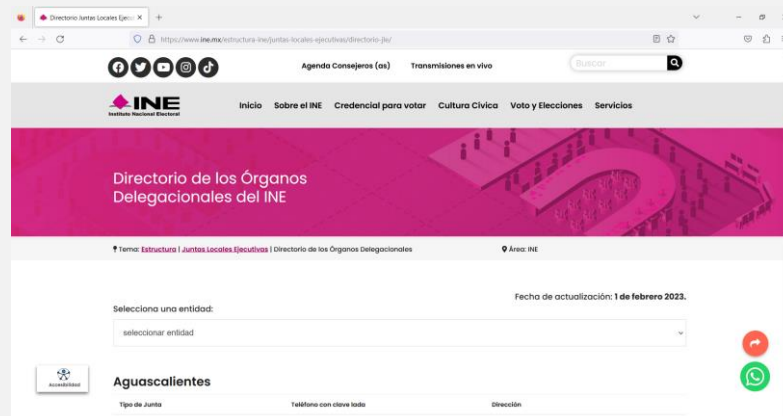 Directorio Juntas Locales Ejecu
https://www.ine.mx/estructura-ine/juntas-locales-ejecutivas/directorio-jle/
Agenda Consejeros (as) Transmisiones en vivo Buscar
INE
Instituto Nacional Electoral
Inicio Sobre el INE Credencial para votar Cultura Cívica Voto y Elecciones Servicios
Directorio de los Órganos
Delegacionales del INE
Tema: Estructura | Juntas Locales Ejecutivas | Directorio de los Órganos Delegacionales Área: INE
Fecha de actualización: 1 de febrero 2023.
Selecciona una entidad:
seleccionar entidad
Accesibilidad
Aguascalientes
Tipo de Junta Teléfono con clave lada Dirección